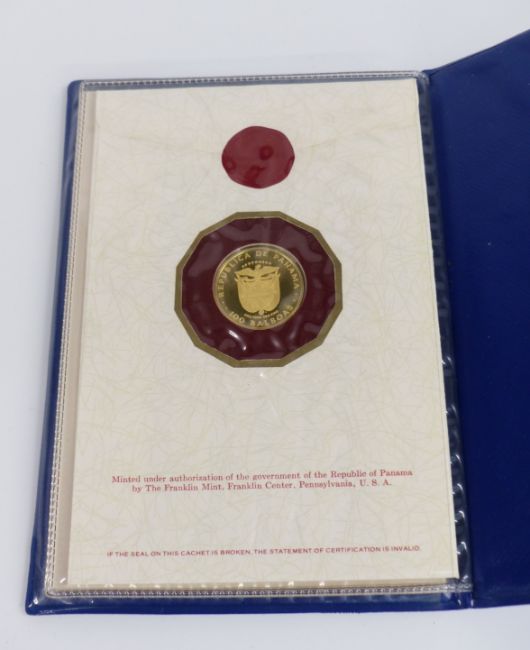 REPUBLICA DE PANAMA
100 BALBOAS
Minted under authorization of the government of the Republic of Panama
by The Franklin Mint, Franklin Center, Pennsylvania, U. S. A.
IF THE SEAL ON THIS CACHET IS BROKEN, THE STATEMENT OF CERTIFICATION IS INVALID.